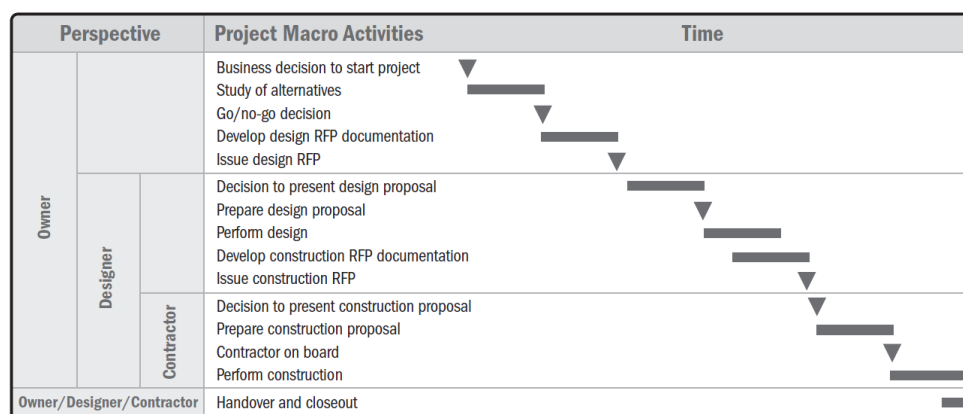 Perspective
Project Macro Activities
Time
Business decision to start project
Study of alternatives
Go/no-go decision
Develop design RFP documentation
Issue design RFP
Decision to present design proposal
Prepare design proposal
Perform design
Develop construction RFP documentation
Issue construction RFP
Decision to present construction proposal
Prepare construction proposal
Contractor on board
Perform construction
Owner
Designer
Contractor
Owner/Designer/Contractor
Handover and closeout